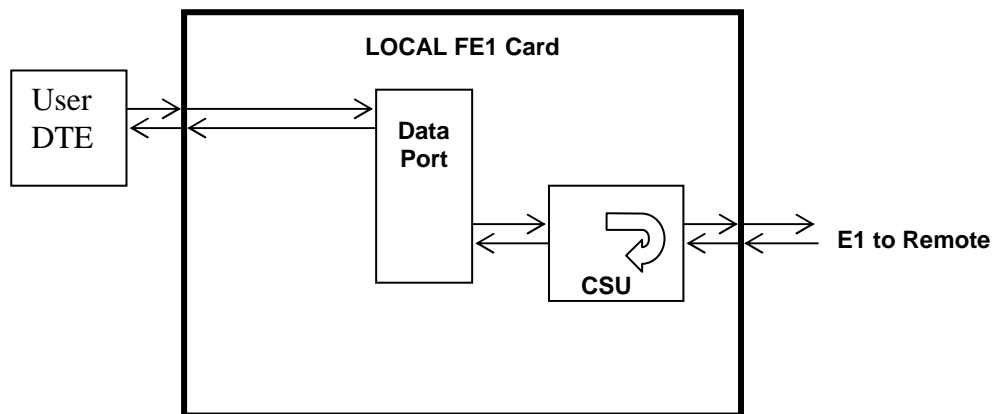 LOCAL FE1 Card
User
DTE
Data
Port
CSU
E1 to Remote